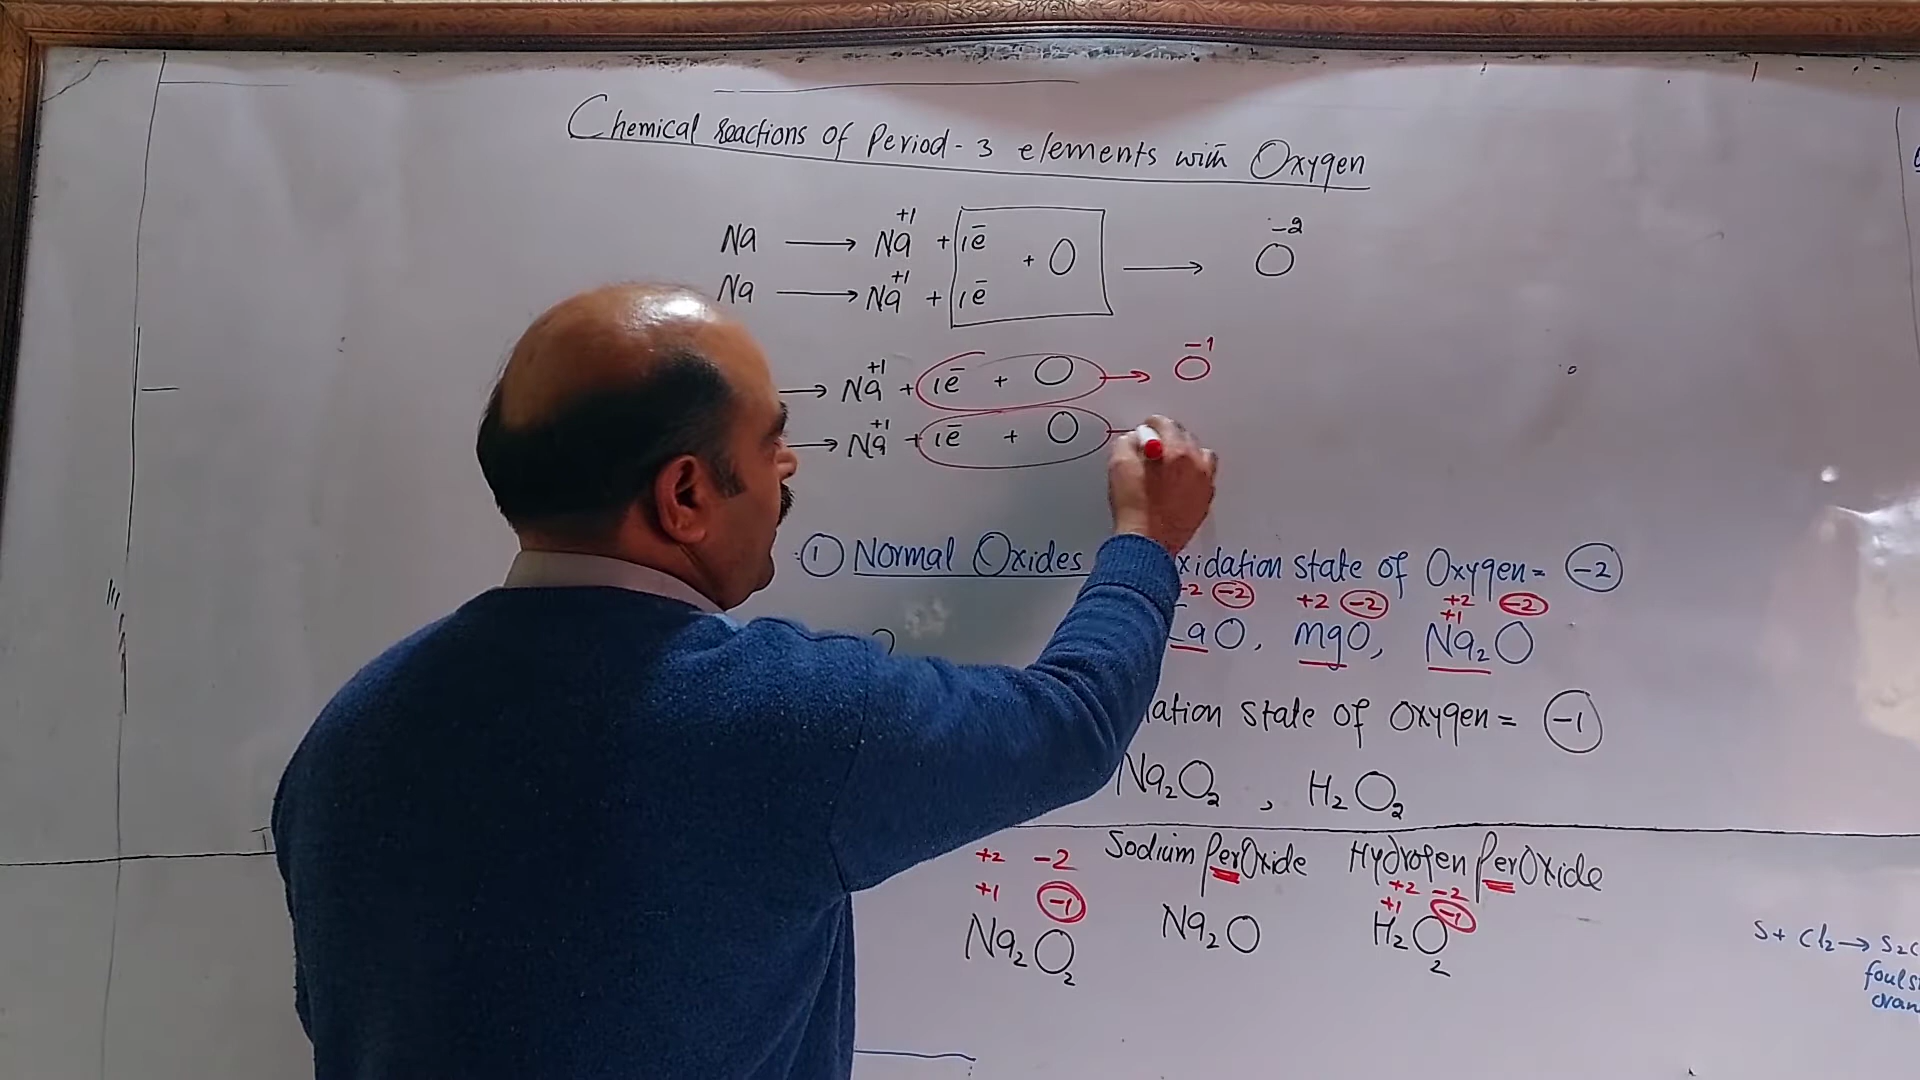 Chemical Reactions of Period-3 elements with Oxygen
Na ⟶ Na⁺¹ + 1ē + O ⟶ O⁻²
Na ⟶ Na⁺¹ + 1ē
⟶ Na⁺¹ + 1ē + O ⟶ O⁻¹
⟶ Na⁺¹ + 1ē + O
① Normal Oxides xidation state of Oxygen = -2
-2 +2 -2 +2 -2
+1
CaO, MgO, Na₂O
lation state of Oxygen = -1
Na₂O₂, H₂O₂
Sodium PerOxide Hydrogen PerOxide
+2 -2 +2 -2
+1 -1 +1 -1
Na₂O₂ Na₂O H₂O₂
S + Cl₂ → S₂C
foul s
oran